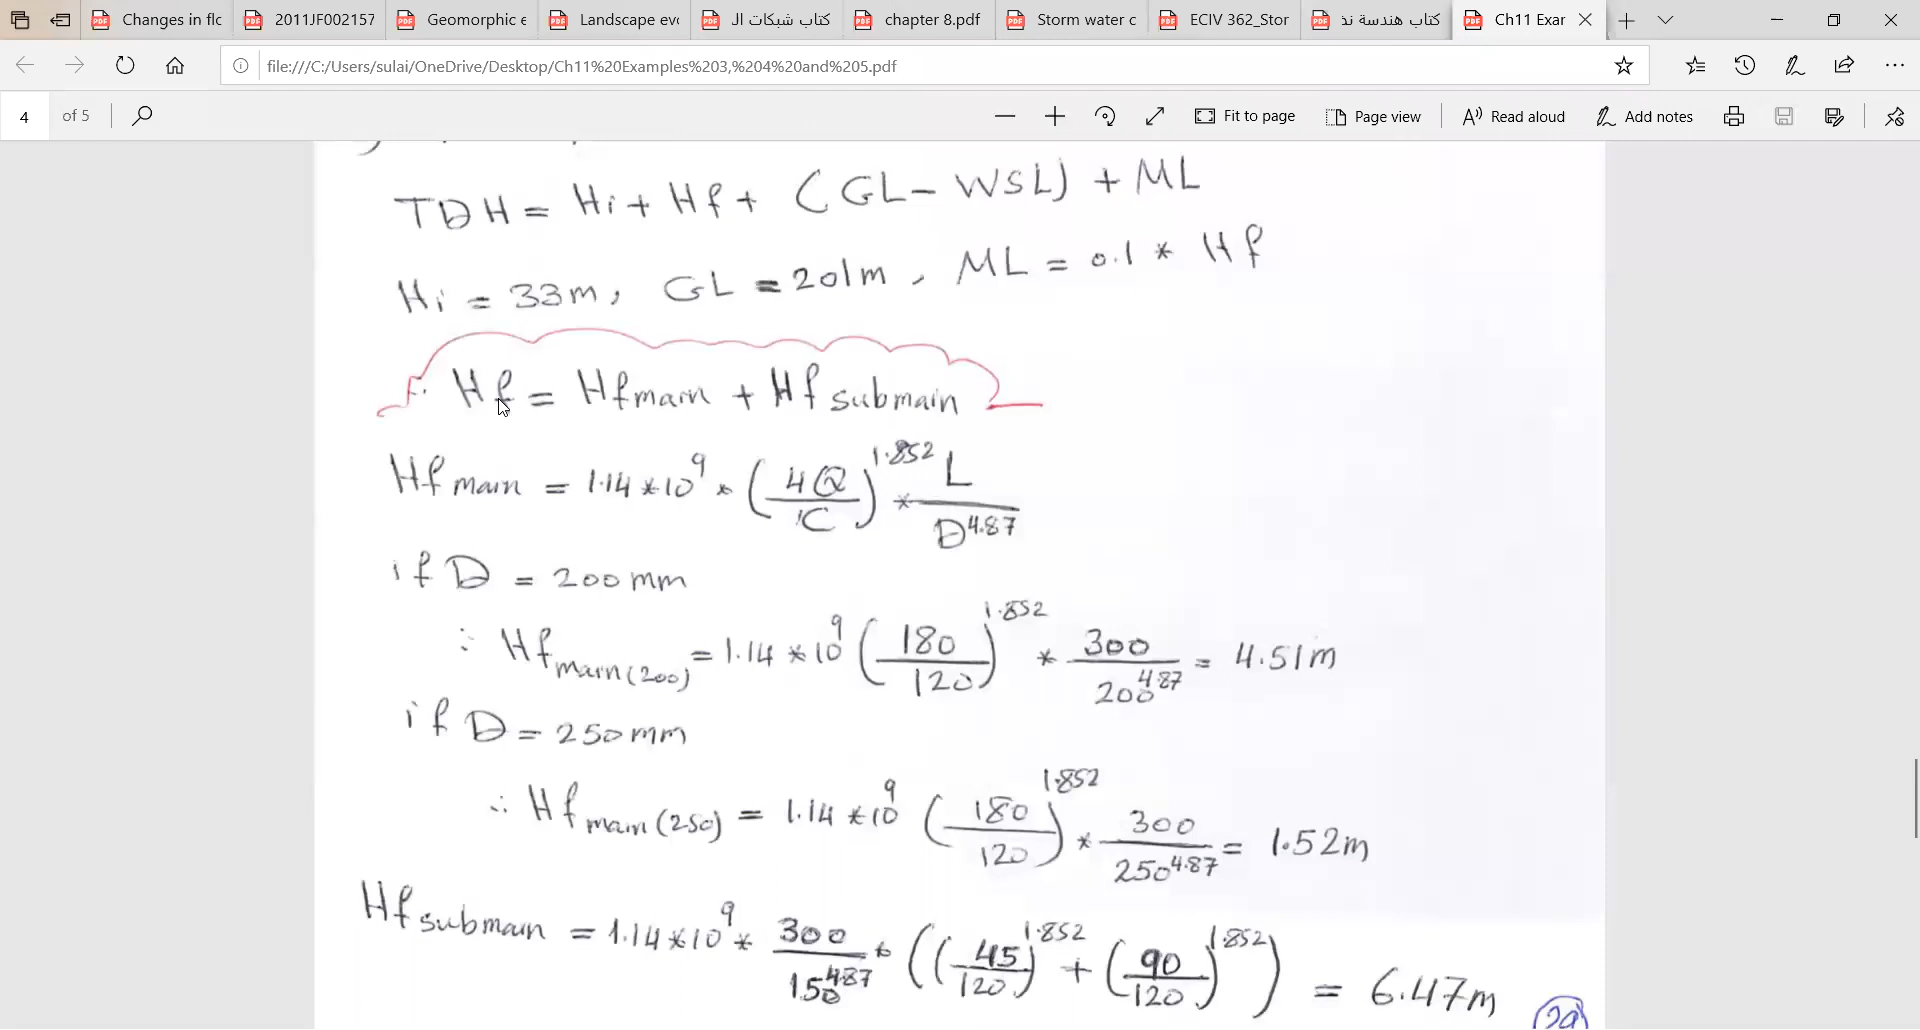 Changes in flc
2011JF002157
Geomorphic e
Landscape evo
كتاب شبكات ال
chapter 8.pdf
Storm water c
ECIV 362_Stor
كتاب هندسة نذ
Ch11 Exar
file:///C:/Users/sulai/OneDrive/Desktop/Ch11%20Examples%203,%204%20and%205.pdf
4 of 5
Fit to page
Page view
Read aloud
Add notes
TDH = Hi + Hf + (GL - WSL) + ML
Hi = 33m, GL = 201m, ML = 0.1 * Hf
∴ Hf = Hf main + Hf submain
Hf main = 1.14 * 10^9 * (4Q/C)^1.852 * L/D^4.87
if D = 200 mm
∴ Hf main (200) = 1.14 * 10^9 (180/120)^1.852 * 300/200^4.87 = 4.51m
if D = 250 mm
∴ Hf main (250) = 1.14 * 10^9 (180/120)^1.852 * 300/250^4.87 = 1.52m
Hf submain = 1.14 * 10^9 * 300/150^4.87 * ((45/120)^1.852 + (90/120)^1.852) = 6.47m